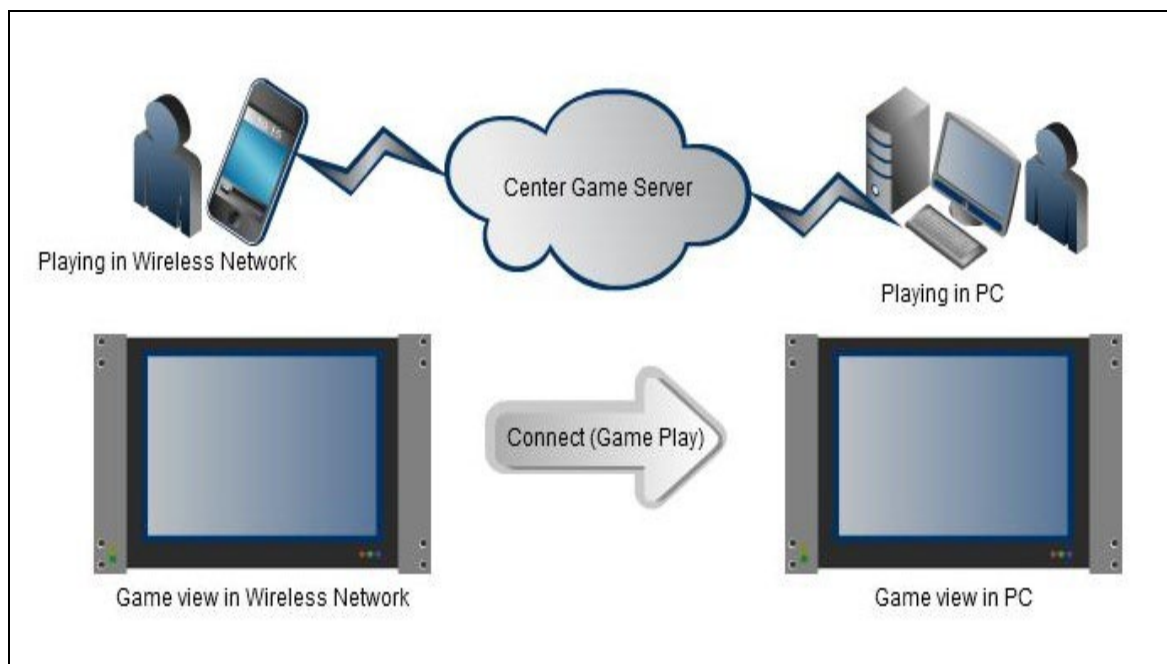 Center Game Server
Playing in Wireless Network
Playing in PC
Connect (Game Play)
Game view in Wireless Network
Game view in PC